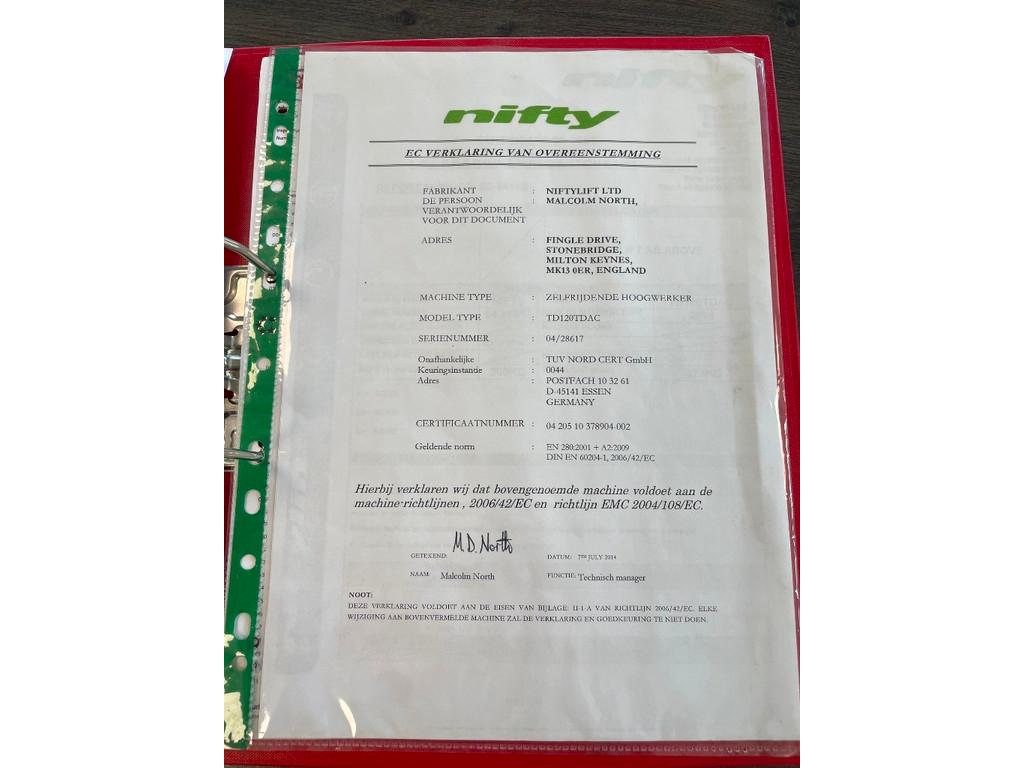 nifty
EC VERKLARING VAN OVEREENSTEMMING
FABRIKANT : NIFTYLIFT LTD
DE PERSOON : MALCOLM NORTH,
VERANTWOORDELIJK
VOOR DIT DOCUMENT
ADRES : FINGLE DRIVE,
STONEBRIDGE,
MILTON KEYNES,
MK13 0ER, ENGLAND
MACHINE TYPE : ZELFRIJDENDE HOOGWERKER
MODEL TYPE : TD120TDAC
SERIENUMMER : 04/28617
Onafhankelijke : TUV NORD CERT GmbH
Keuringsinstantie : 0044
Adres : POSTFACH 10 32 61
D-45141 ESSEN
GERMANY
CERTIFICAATNUMMER : 04 205 10 378904-002
Geldende norm : EN 280:2001 + A2:2009
DIN EN 60204-1, 2006/42/EC
Hierbij verklaren wij dat bovengenoemde machine voldoet aan de
machine-richtlijnen , 2006/42/EC en richtlijn EMC 2004/108/EC.
GETEKEND: M.D. North DATUM: 7TH JULY 2014
NAAM: Malcolm North FUNCTIE: Technisch manager
NOOT:
DEZE VERKLARING VOLDOET AAN DE EISEN VAN BIJLAGE: II-1-A VAN RICHTLIJN 2006/42/EC. ELKE
WIJZIGING AAN BOVENVERMELDE MACHINE ZAL DE VERKLARING EN GOEDKEURING TE NIET DOEN.